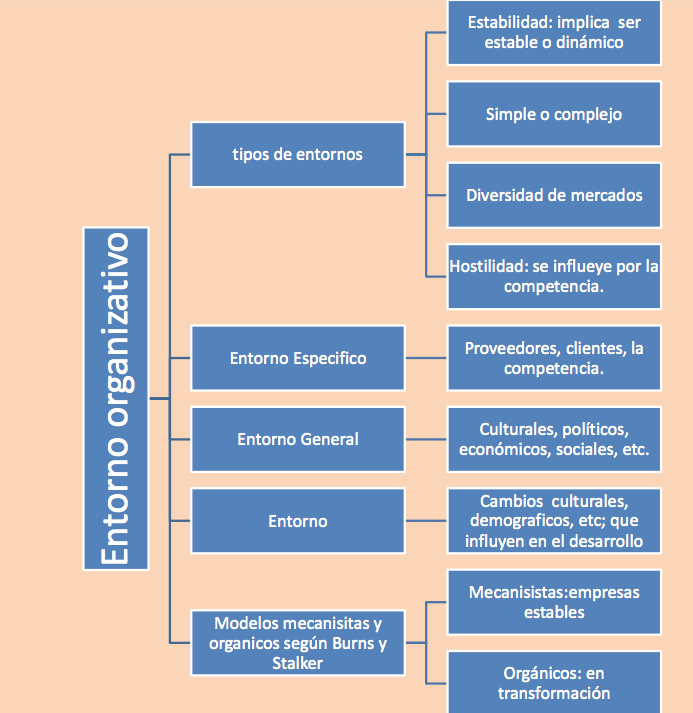 Entorno organizativo
tipos de entornos
Estabilidad: implica  ser
estable o dinámico
Simple o complejo
Diversidad de mercados
Hostilidad: se influeye por la
competencia.
Entorno Especifico
Proveedores, clientes, la
competencia.
Entorno General
Culturales, políticos,
económicos, sociales, etc.
Entorno
Cambios  culturales,
demograficos, etc; que
influyen en el desarrollo
Modelos mecanisitas y
organicos según Burns y
Stalker
Mecanisistas:empresas
estables
Orgánicos: en
transformación